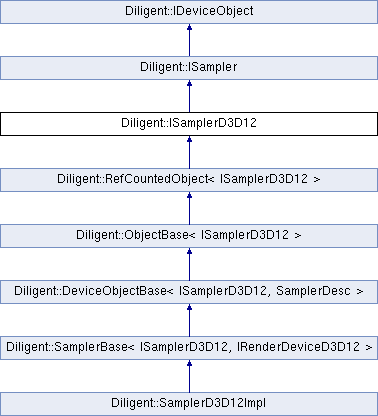 Diligent::IDeviceObject
Diligent::ISampler
Diligent::ISamplerD3D12
Diligent::RefCountedObject< ISamplerD3D12 >
Diligent::ObjectBase< ISamplerD3D12 >
Diligent::DeviceObjectBase< ISamplerD3D12, SamplerDesc >
Diligent::SamplerBase< ISamplerD3D12, IRenderDeviceD3D12 >
Diligent::SamplerD3D12Impl